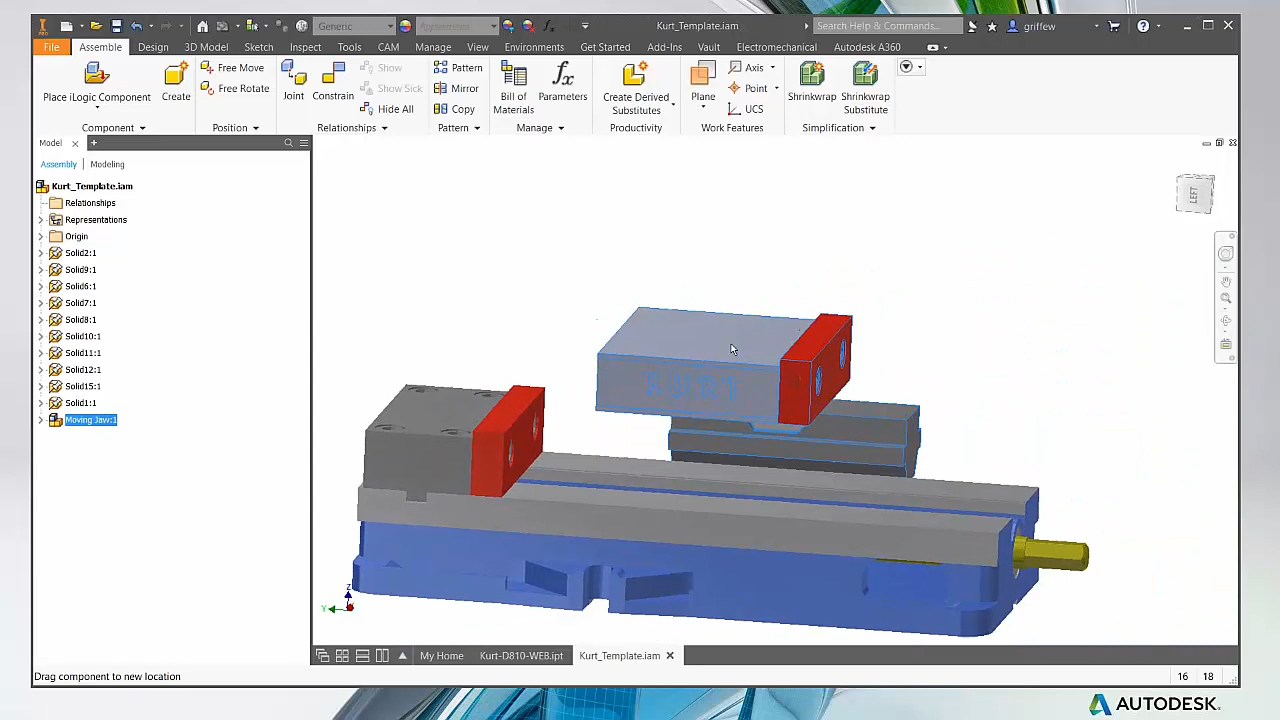 PRO
Generic
Appearance
Kurt_Template.iam
Search Help & Commands...
griffew
File
Assemble
Design
3D Model
Sketch
Inspect
Tools
CAM
Manage
View
Environments
Get Started
Add-Ins
Vault
Electromechanical
Autodesk A360
Place iLogic Component
Create
Free Move
Free Rotate
Component
Position
Joint
Constrain
Show
Show Sick
Hide All
Relationships
Pattern
Mirror
Copy
Pattern
Bill of
Materials
fx
Parameters
Manage
Create Derived
Substitutes
Productivity
Plane
Axis
Point
UCS
Work Features
Shrinkwrap
Shrinkwrap
Substitute
Simplification
Model
Assembly
Modeling
Kurt_Template.iam
Relationships
Representations
Origin
Solid2:1
Solid9:1
Solid6:1
Solid7:1
Solid8:1
Solid10:1
Solid11:1
Solid12:1
Solid15:1
Solid1:1
Moving Jaw:1
LEFT
KURT
Z
Y
My Home
Kurt-D810-WEB.ipt
Kurt_Template.iam
Drag component to new location
16
18
AUTODESK.